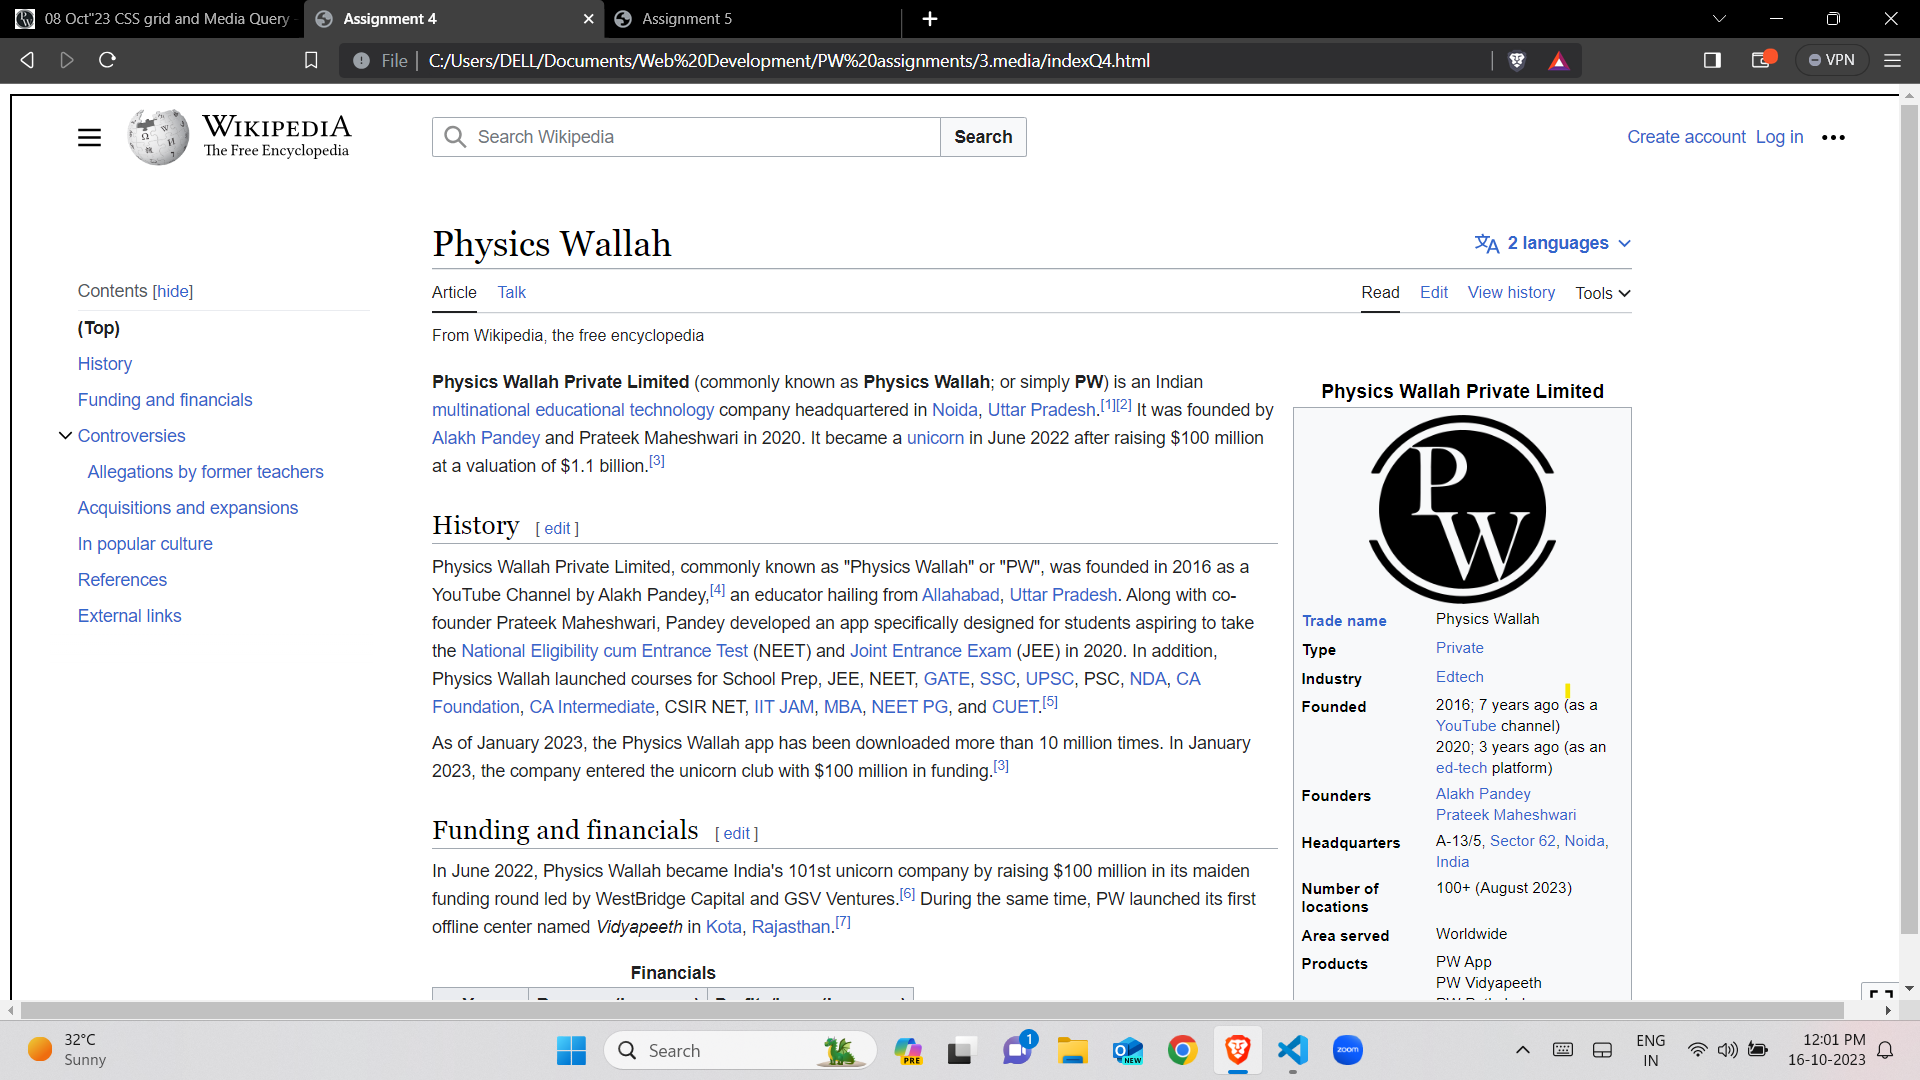 08 Oct"23 CSS grid and Media Query
Assignment 4
Assignment 5
File
C:/Users/DELL/Documents/Web%20Development/PW%20assignments/3.media/indexQ4.html
VPN
WIKIPEDIA
The Free Encyclopedia
Search Wikipedia
Search
Create account Log in
Physics Wallah
2 languages
Contents [hide]
(Top)
History
Funding and financials
Controversies
Allegations by former teachers
Acquisitions and expansions
In popular culture
References
External links
Article Talk
Read Edit View history Tools
From Wikipedia, the free encyclopedia
Physics Wallah Private Limited (commonly known as Physics Wallah; or simply PW) is an Indian
multinational educational technology company headquartered in Noida, Uttar Pradesh.[1][2] It was founded by
Alakh Pandey and Prateek Maheshwari in 2020. It became a unicorn in June 2022 after raising $100 million
at a valuation of $1.1 billion.[3]
History [ edit ]
Physics Wallah Private Limited, commonly known as "Physics Wallah" or "PW", was founded in 2016 as a
YouTube Channel by Alakh Pandey,[4] an educator hailing from Allahabad, Uttar Pradesh. Along with co-
founder Prateek Maheshwari, Pandey developed an app specifically designed for students aspiring to take
the National Eligibility cum Entrance Test (NEET) and Joint Entrance Exam (JEE) in 2020. In addition,
Physics Wallah launched courses for School Prep, JEE, NEET, GATE, SSC, UPSC, PSC, NDA, CA
Foundation, CA Intermediate, CSIR NET, IIT JAM, MBA, NEET PG, and CUET.[5]
As of January 2023, the Physics Wallah app has been downloaded more than 10 million times. In January
2023, the company entered the unicorn club with $100 million in funding.[3]
Funding and financials [ edit ]
In June 2022, Physics Wallah became India's 101st unicorn company by raising $100 million in its maiden
funding round led by WestBridge Capital and GSV Ventures.[6] During the same time, PW launched its first
offline center named Vidyapeeth in Kota, Rajasthan.[7]
Financials
Physics Wallah Private Limited
PW
Trade name Physics Wallah
Type Private
Industry Edtech
Founded 2016; 7 years ago (as a
YouTube channel)
2020; 3 years ago (as an
ed-tech platform)
Founders Alakh Pandey
Prateek Maheshwari
Headquarters A-13/5, Sector 62, Noida,
India
Number of 100+ (August 2023)
locations
Area served Worldwide
Products PW App
PW Vidyapeeth
32°C
Sunny
Search
PRE
1
NEW
zoom
ENG
IN
12:01 PM
16-10-2023